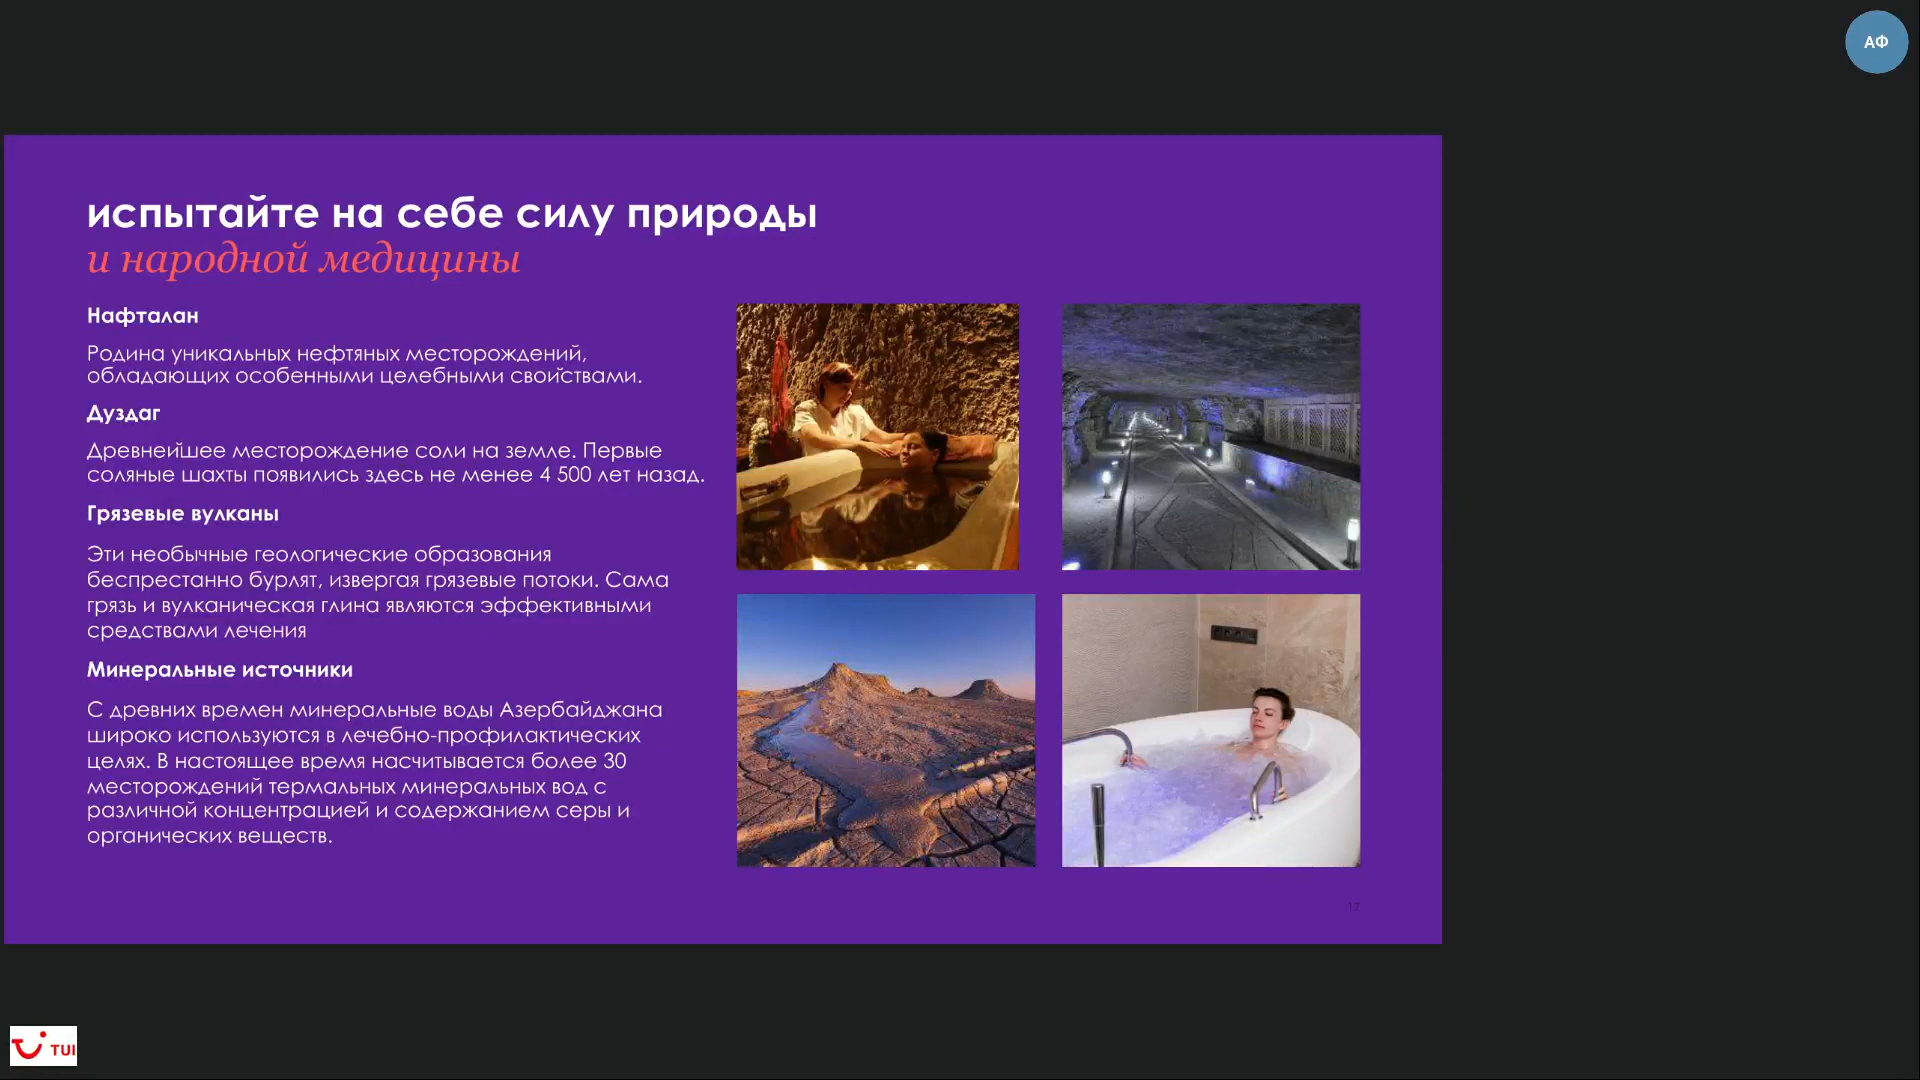 АФ
испытайте на себе силу природы
и народной медицины
Нафталан
Родина уникальных нефтяных месторождений,
обладающих особенными целебными свойствами.
Дуздаг
Древнейшее месторождение соли на земле. Первые
соляные шахты появились здесь не менее 4 500 лет назад.
Грязевые вулканы
Эти необычные геологические образования
беспрестанно бурлят, извергая грязевые потоки. Сама
грязь и вулканическая глина являются эффективными
средствами лечения
Минеральные источники
С древних времен минеральные воды Азербайджана
широко используются в лечебно-профилактических
целях. В настоящее время насчитывается более 30
месторождений термальных минеральных вод с
различной концентрацией и содержанием серы и
органических веществ.
17
TUI